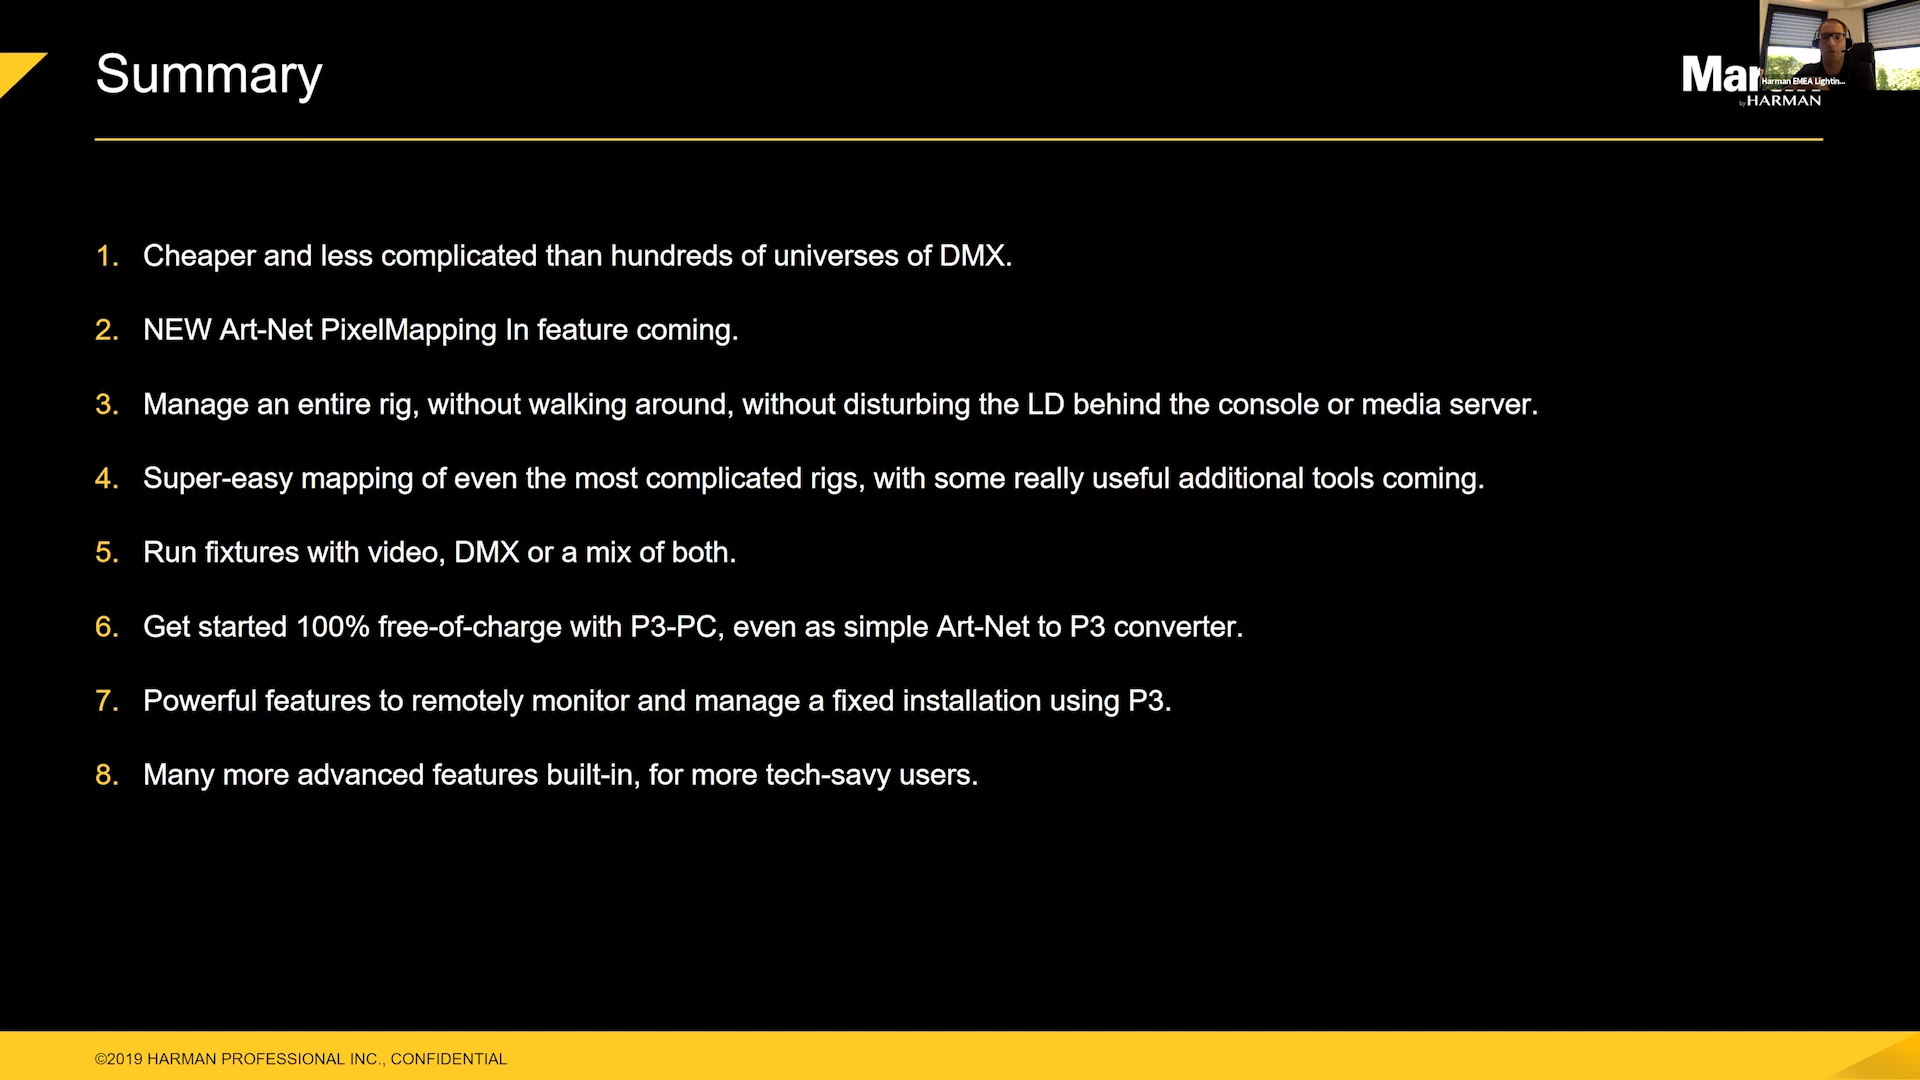 Summary
Mar
by HARMAN
Harman EMEA Lightin...
1. Cheaper and less complicated than hundreds of universes of DMX.
2. NEW Art-Net PixelMapping In feature coming.
3. Manage an entire rig, without walking around, without disturbing the LD behind the console or media server.
4. Super-easy mapping of even the most complicated rigs, with some really useful additional tools coming.
5. Run fixtures with video, DMX or a mix of both.
6. Get started 100% free-of-charge with P3-PC, even as simple Art-Net to P3 converter.
7. Powerful features to remotely monitor and manage a fixed installation using P3.
8. Many more advanced features built-in, for more tech-savy users.
©2019 HARMAN PROFESSIONAL INC., CONFIDENTIAL